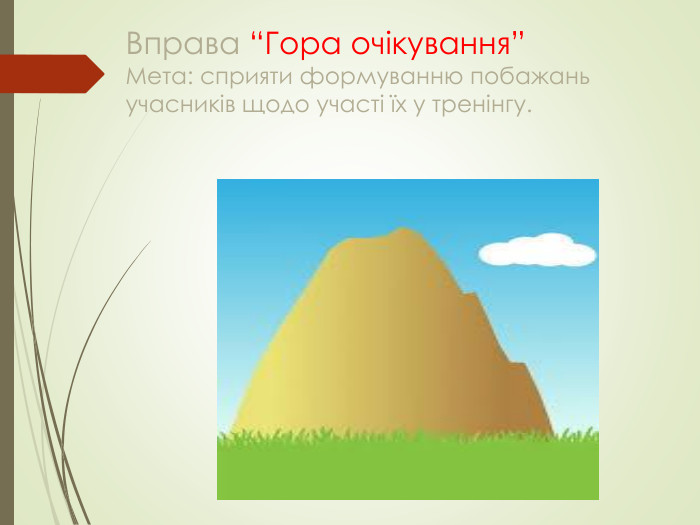 Вправа “Гора очікування”
Мета: сприяти формуванню побажань
учасників щодо участі їх у тренінгу.